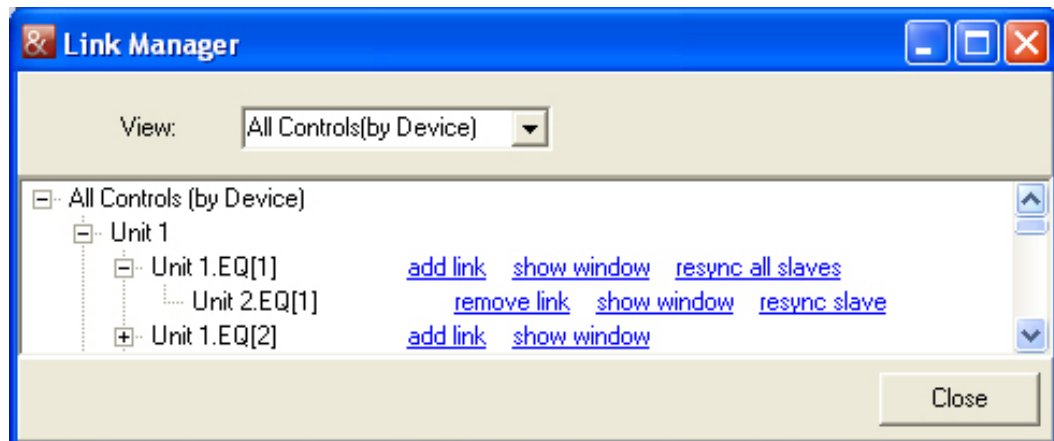 & Link Manager
View: All Controls(by Device)
All Controls (by Device)
Unit 1
Unit 1.EQ[1] add link show window resync all slaves
Unit 2.EQ[1] remove link show window resync slave
Unit 1.EQ[2] add link show window
Close